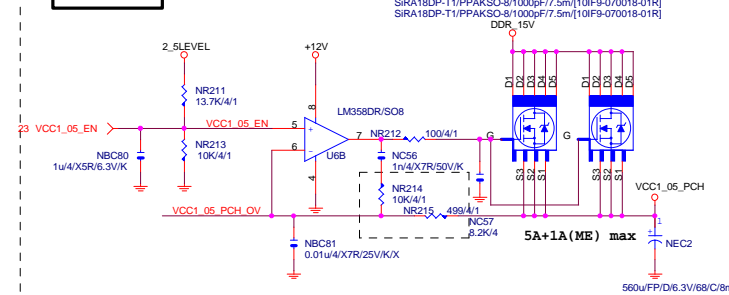 SiRA18DP-T1/PPAKSO-8/1000pF/7.5m/[10IF9-070018-01R]
SiRA18DP-T1/PPAKSO-8/1000pF/7.5m/[10IF9-070018-01R]
DDR_15V
2_5LEVEL
+12V
D1 D2 D3 D4 D5
D1 D2 D3 D4 D5
NR211
13.7K/4/1
8
LM358DR/SO8
23 VCC1_05_EN
VCC1_05_EN
5
+
7
NR212
100/4/1
G
G
6
-
U6B
NBC80
1u/4/X5R/6.3V/K
NR213
10K/4/1
4
NC56
1n/4/X7R/50V/K
S3 S2 S1
S3 S2 S1
NR214
10K/4/1
VCC1_05_PCH
VCC1_05_PCH_OV
NR215
499/4/1
NC57
8.2K/4
1
+
5A+1A(ME) max
NBC81
0.01u/4/X7R/25V/K/X
NEC2
560u/FP/D/6.3V/68/C/8m